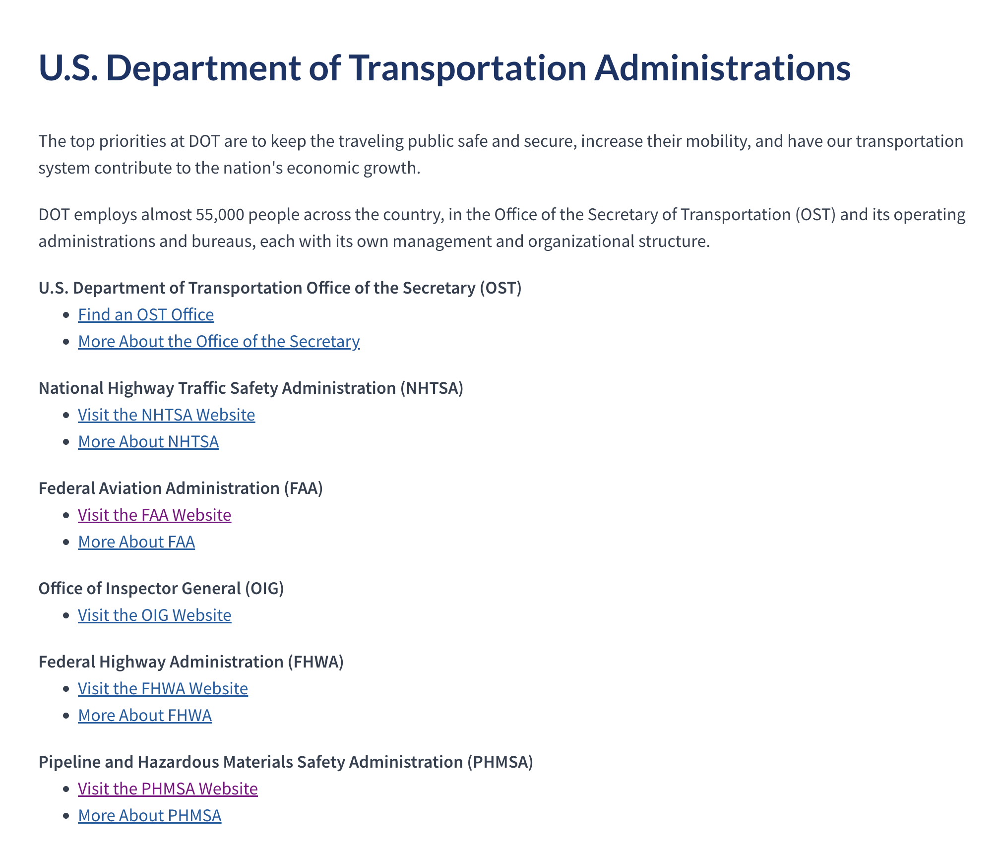 U.S. Department of Transportation Administrations
The top priorities at DOT are to keep the traveling public safe and secure, increase their mobility, and have our transportation
system contribute to the nation's economic growth.
DOT employs almost 55,000 people across the country, in the Office of the Secretary of Transportation (OST) and its operating
administrations and bureaus, each with its own management and organizational structure.
U.S. Department of Transportation Office of the Secretary (OST)
• Find an OST Office
• More About the Office of the Secretary
National Highway Traffic Safety Administration (NHTSA)
• Visit the NHTSA Website
• More About NHTSA
Federal Aviation Administration (FAA)
• Visit the FAA Website
• More About FAA
Office of Inspector General (OIG)
• Visit the OIG Website
Federal Highway Administration (FHWA)
• Visit the FHWA Website
• More About FHWA
Pipeline and Hazardous Materials Safety Administration (PHMSA)
• Visit the PHMSA Website
• More About PHMSA